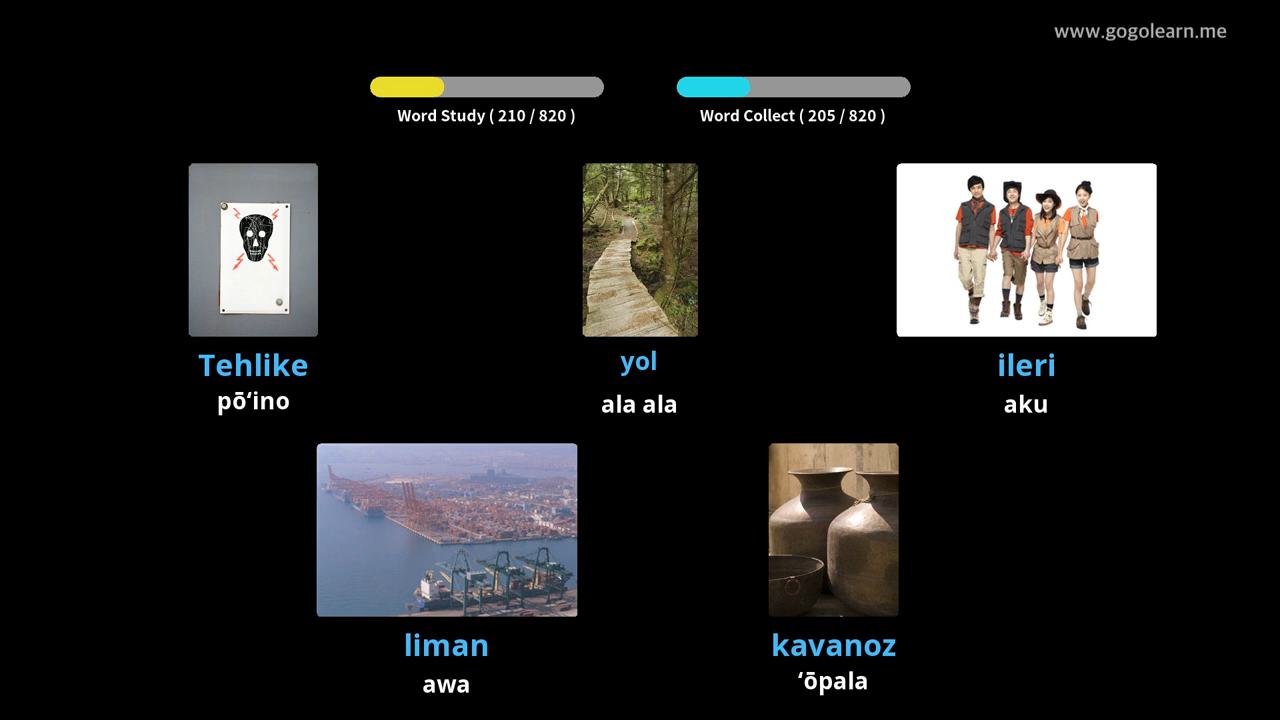 www.gogolearn.me
Word Study ( 210 / 820 )
Word Collect ( 205 / 820 )
Tehlike
pōʻino
yol
ala ala
ileri
aku
liman
awa
kavanoz
ʻōpala